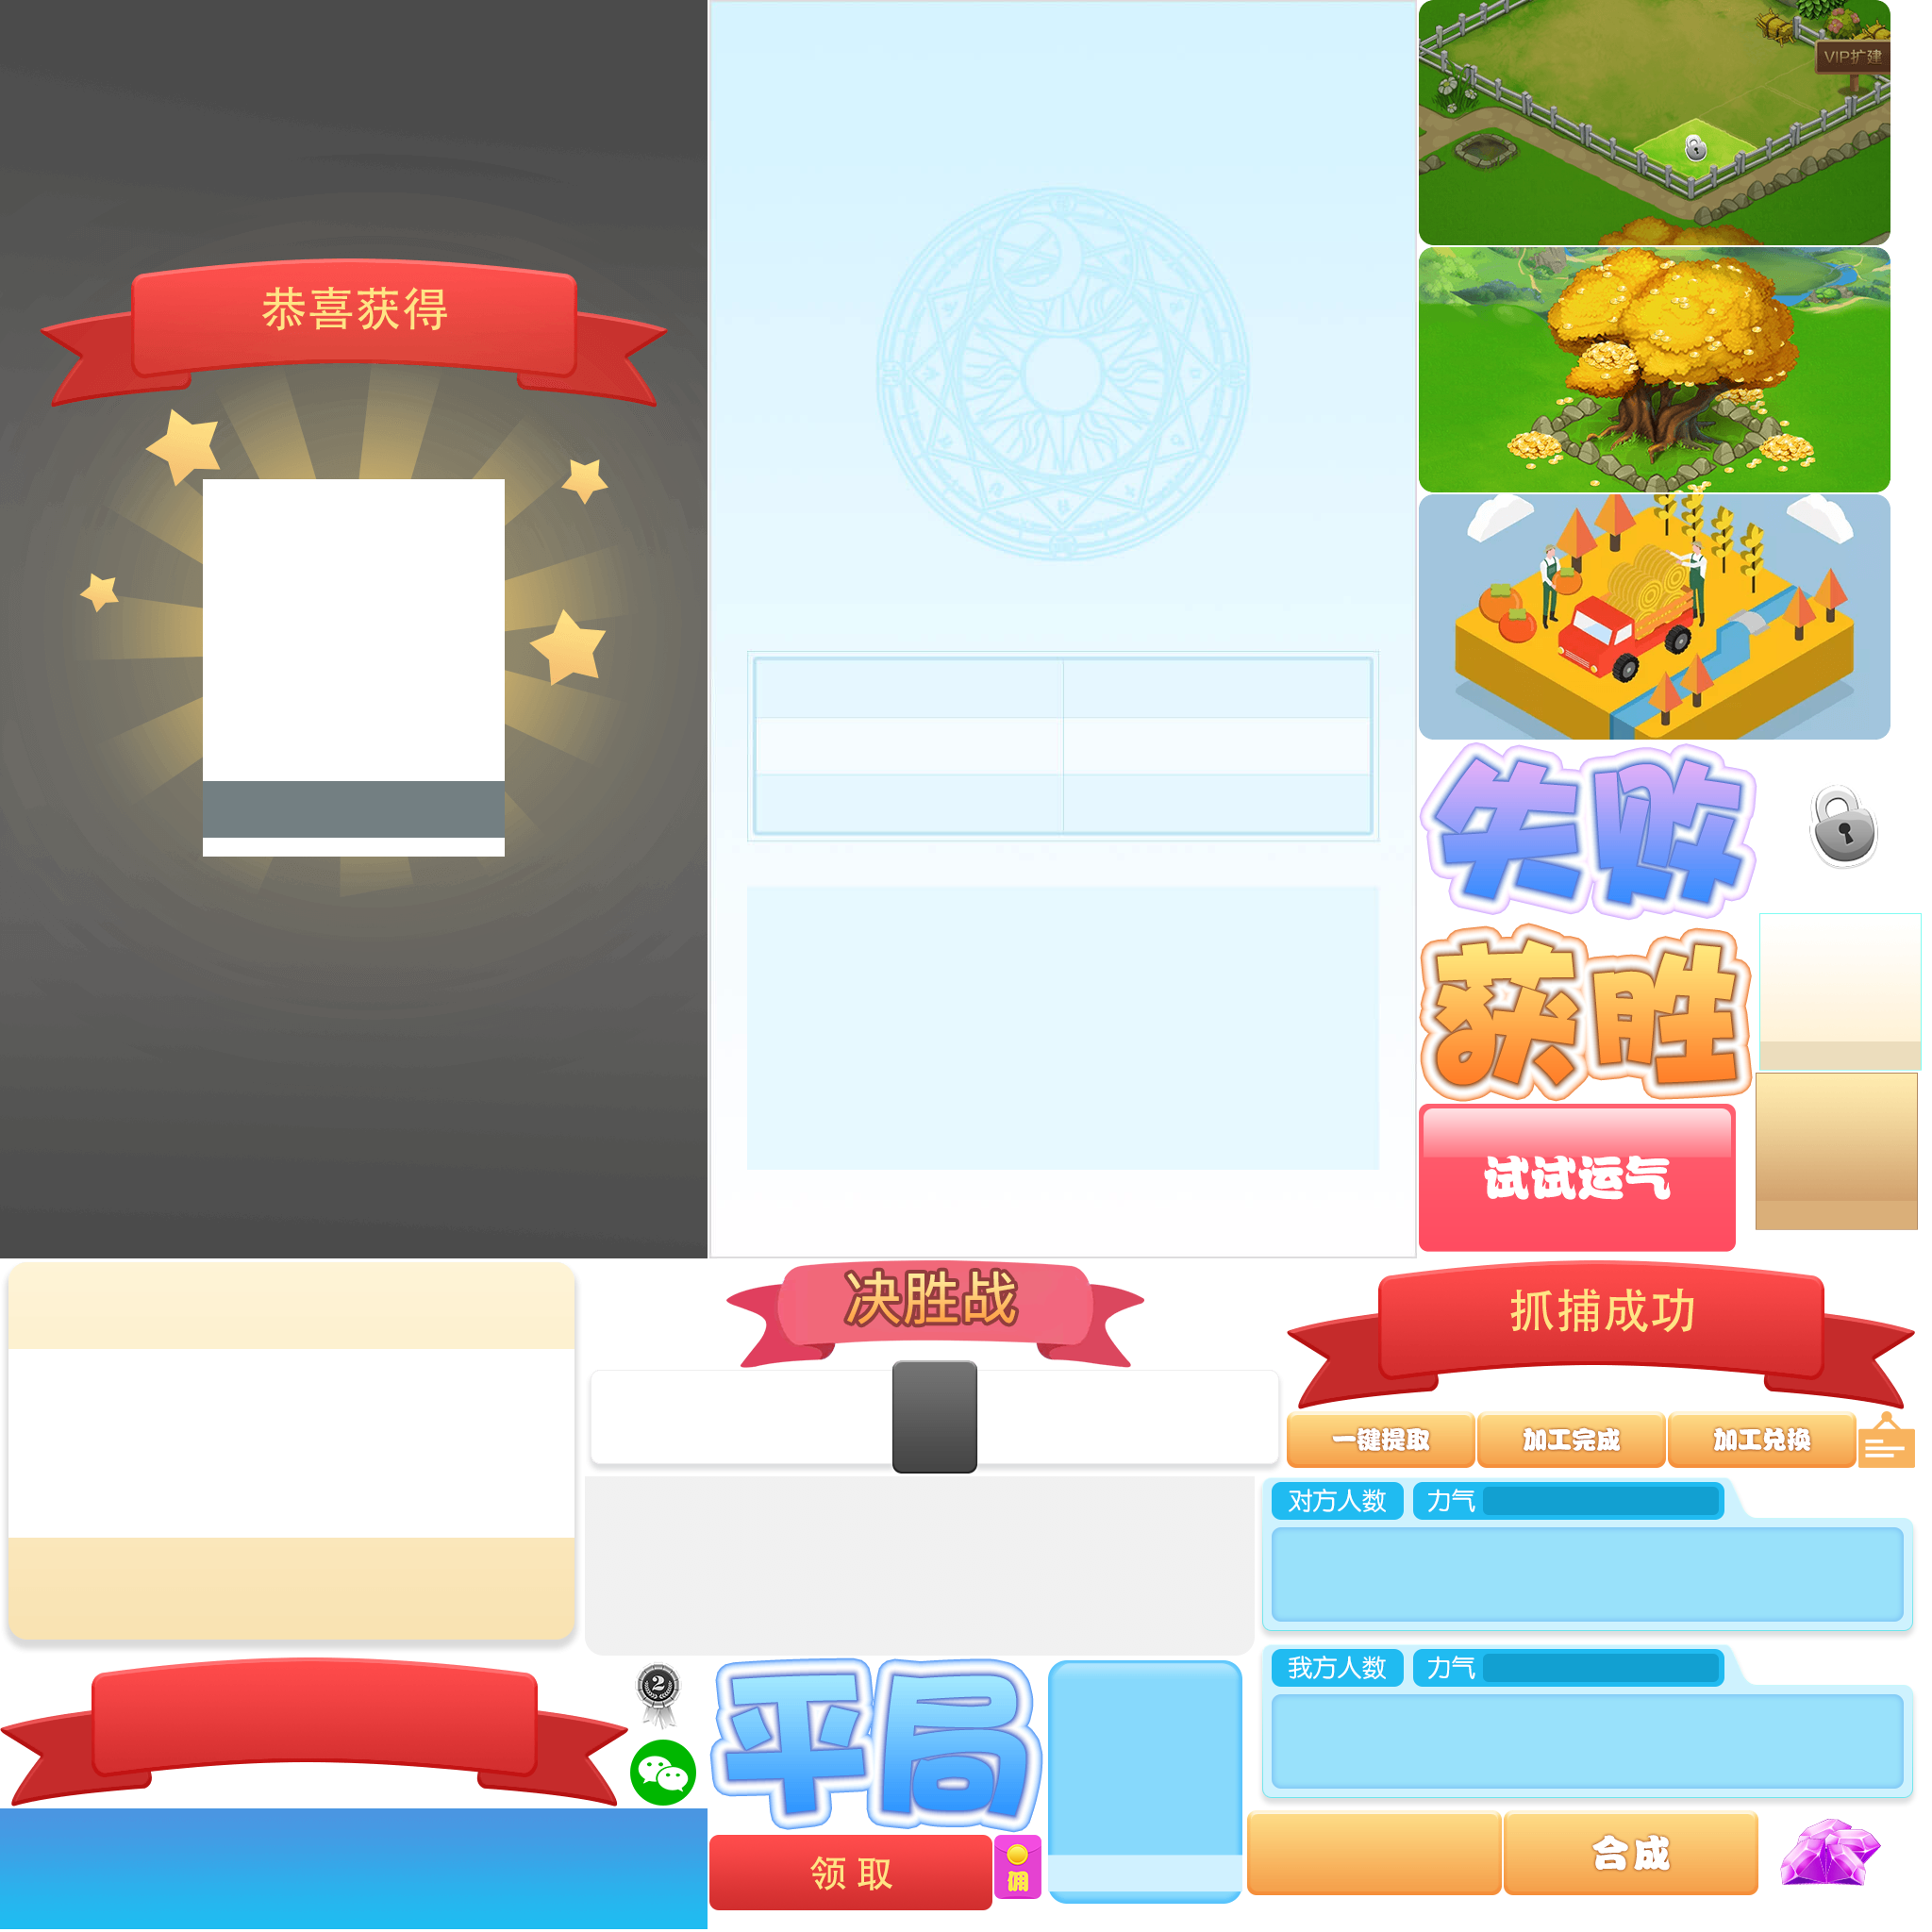 恭喜获得
VIP扩建
失败
获胜
试试运气
决胜战
抓捕成功
一键提取
加工完成
加工兑换
对方人数
力气
我方人数
力气
2
平局
领取
佣
合成